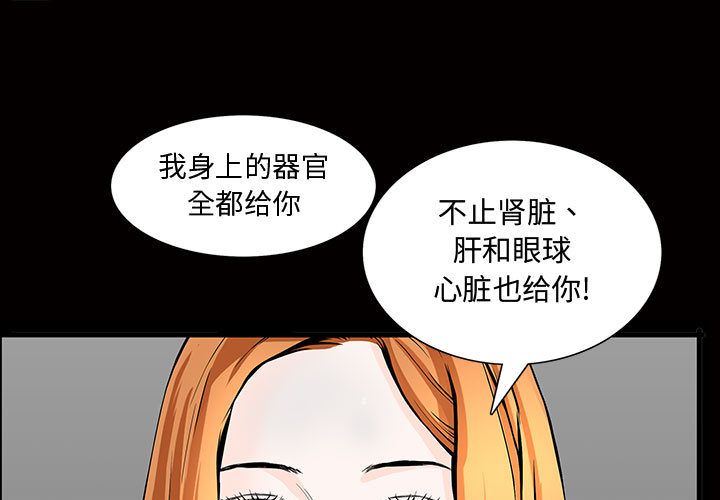 我身上的器官
全都给你
不止肾脏、
肝和眼球
心脏也给你!